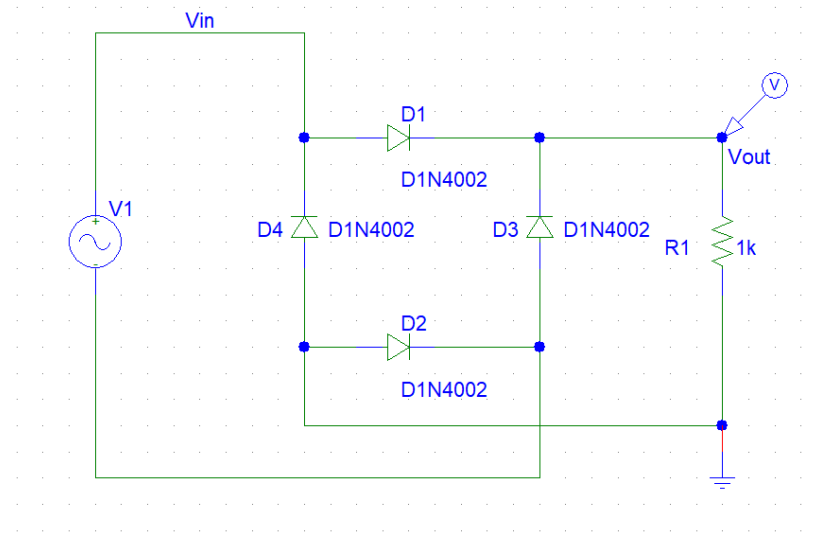 Vin
V
D1
Vout
D1N4002
V1
+
D4
D1N4002
D3
D1N4002
R1
1k
-
D2
D1N4002